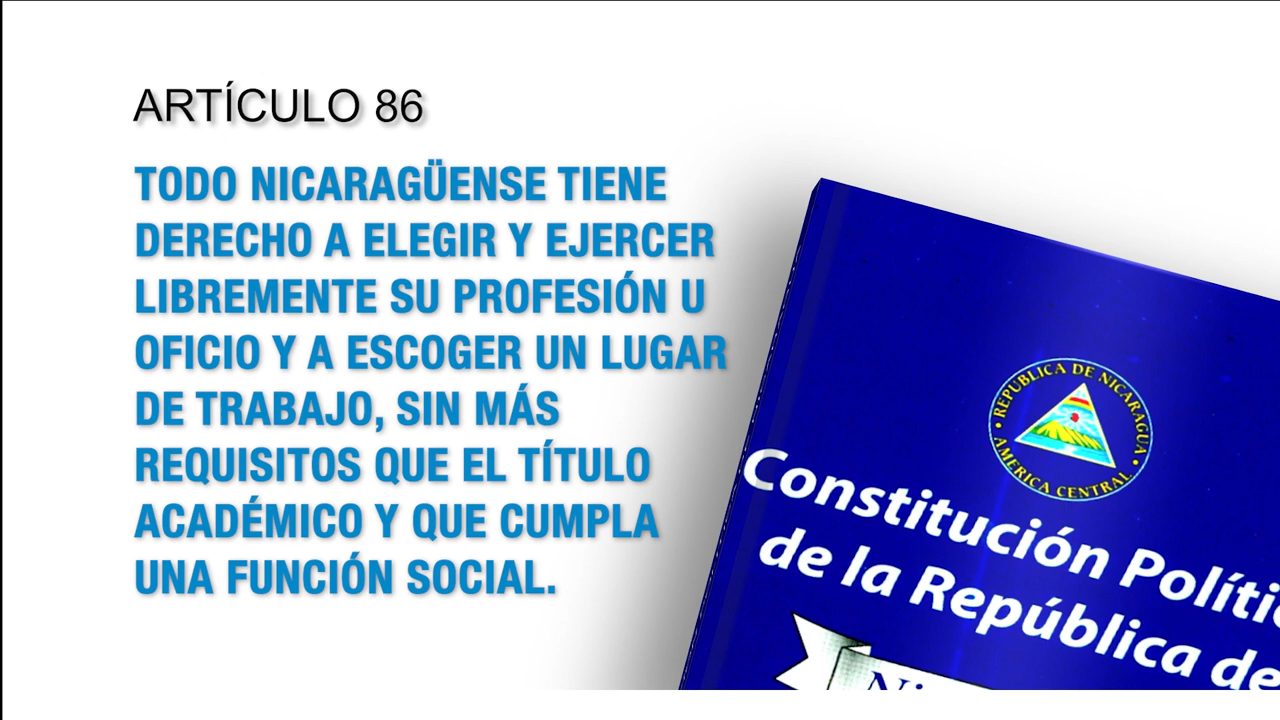 ARTÍCULO 86
TODO NICARAGÜENSE TIENE
DERECHO A ELEGIR Y EJERCER
LIBREMENTE SU PROFESIÓN U
OFICIO Y A ESCOGER UN LUGAR
DE TRABAJO, SIN MÁS
REQUISITOS QUE EL TÍTULO
ACADÉMICO Y QUE CUMPLA
UNA FUNCIÓN SOCIAL.
REPUBLICA DE NICARAGUA
AMERICA CENTRAL
Constitución Políti
de la República de